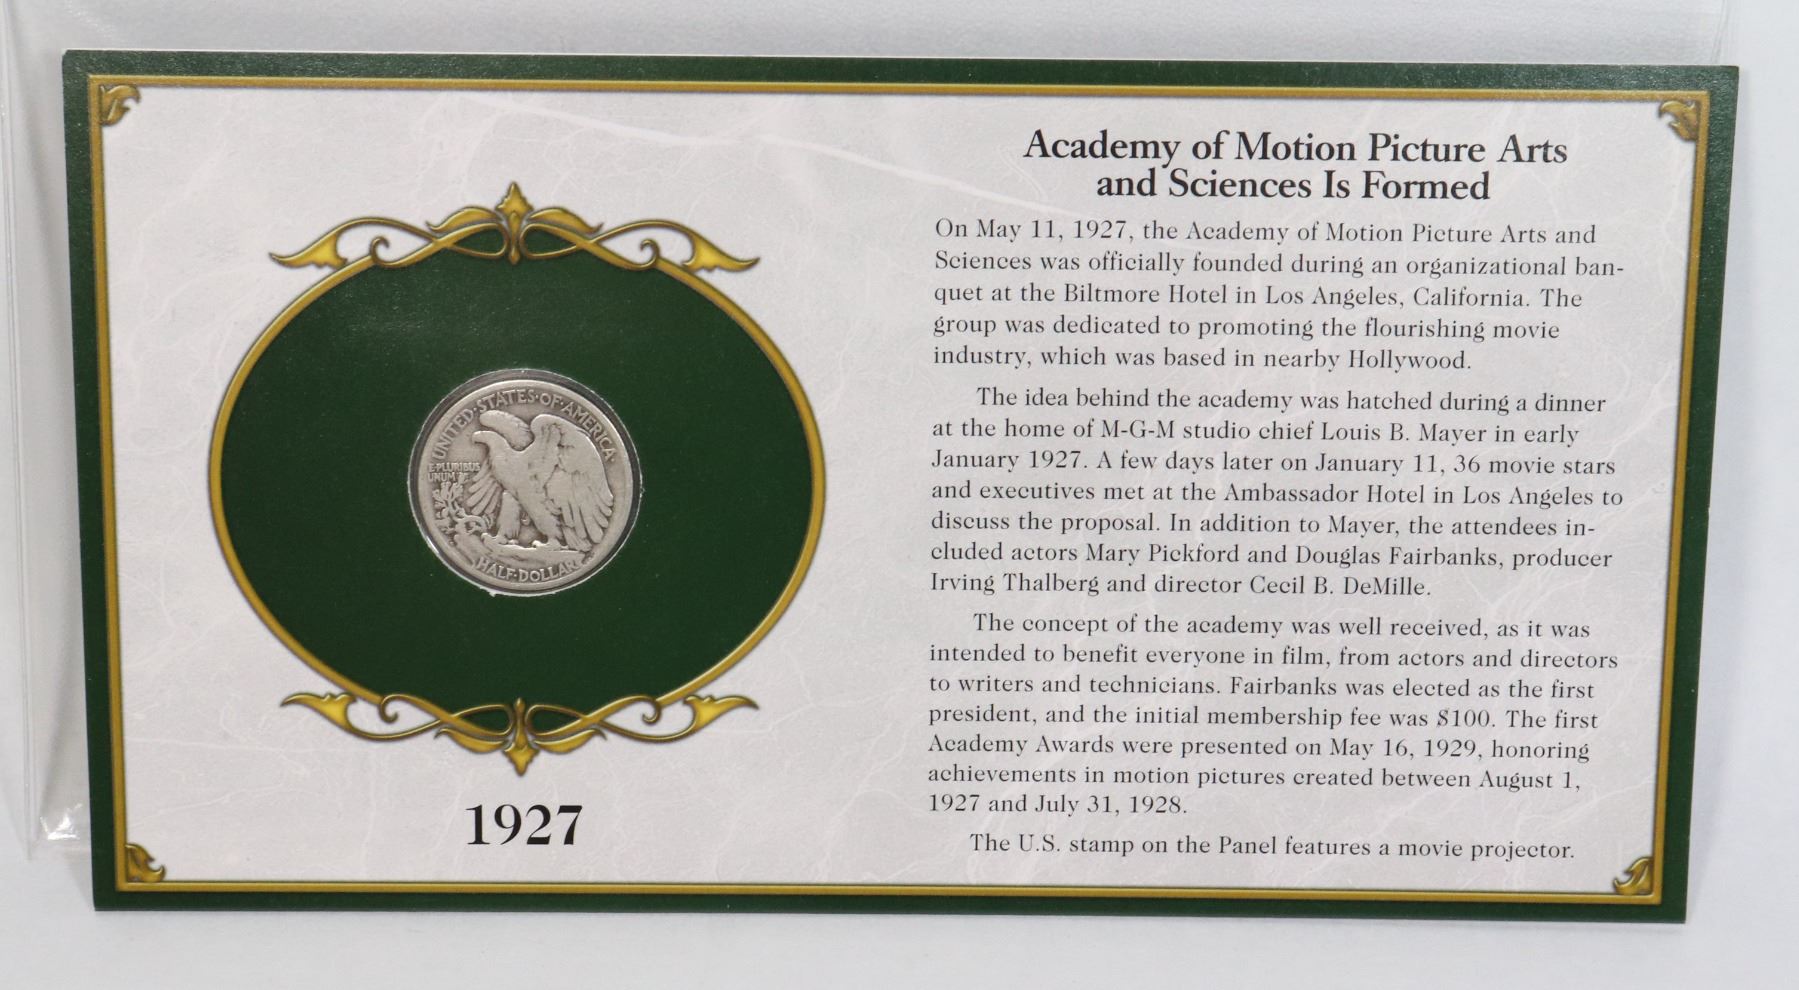 UNITED·STATES·OF·AMERICA·
E·PLURIBUS
UNUM
HALF·DOLLAR
1927
Academy of Motion Picture Arts
and Sciences Is Formed
On May 11, 1927, the Academy of Motion Picture Arts and
Sciences was officially founded during an organizational ban-
quet at the Biltmore Hotel in Los Angeles, California. The
group was dedicated to promoting the flourishing movie
industry, which was based in nearby Hollywood.
The idea behind the academy was hatched during a dinner
at the home of M-G-M studio chief Louis B. Mayer in early
January 1927. A few days later on January 11, 36 movie stars
and executives met at the Ambassador Hotel in Los Angeles to
discuss the proposal. In addition to Mayer, the attendees in-
cluded actors Mary Pickford and Douglas Fairbanks, producer
Irving Thalberg and director Cecil B. DeMille.
The concept of the academy was well received, as it was
intended to benefit everyone in film, from actors and directors
to writers and technicians. Fairbanks was elected as the first
president, and the initial membership fee was $100. The first
Academy Awards were presented on May 16, 1929, honoring
achievements in motion pictures created between August 1,
1927 and July 31, 1928.
The U.S. stamp on the Panel features a movie projector.